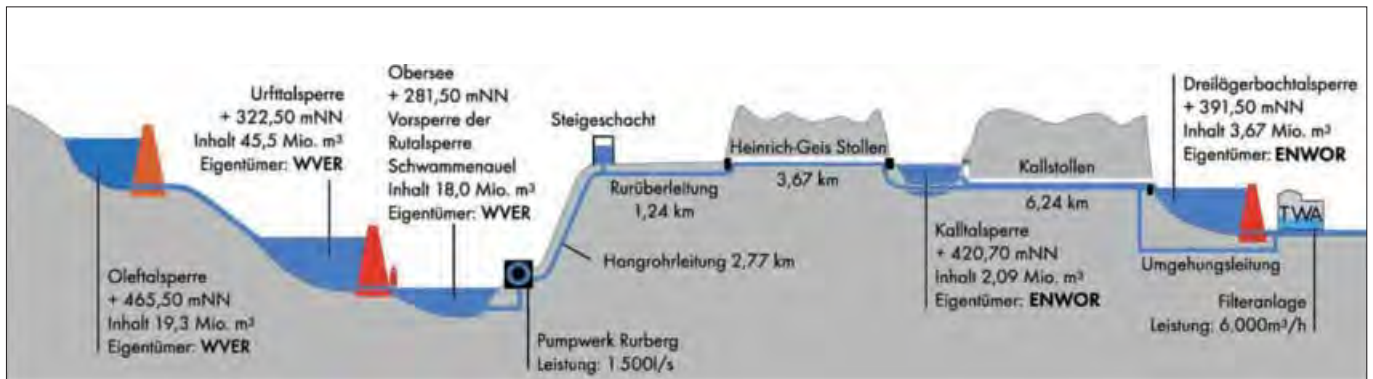 Oleftalsperre
+ 465,50 mNN
Inhalt 19,3 Mio. m³
Eigentümer: WVER
Urfttalsperre
+ 322,50 mNN
Inhalt 45,5 Mio. m³
Eigentümer: WVER
Obersee
+ 281,50 mNN
Vorsperre der
Rutalsperre
Schwammenauel
Inhalt 18,0 Mio. m³
Eigentümer: WVER
Pumpwerk Rurberg
Leistung: 1.500l/s
Steigeschacht
Hangrohrleitung 2,77 km
Rurüberleitung
1,24 km
Heinrich-Geis Stollen
3,67 km
Kalltalsperre
+ 420,70 mNN
Inhalt 2,09 Mio. m³
Eigentümer: ENWOR
Kallstollen
6,24 km
Umgehungsleitung
Dreilägerbachtalsperre
+ 391,50 mNN
Inhalt 3,67 Mio. m³
Eigentümer: ENWOR
TWA
Filteranlage
Leistung: 6.000m³/h